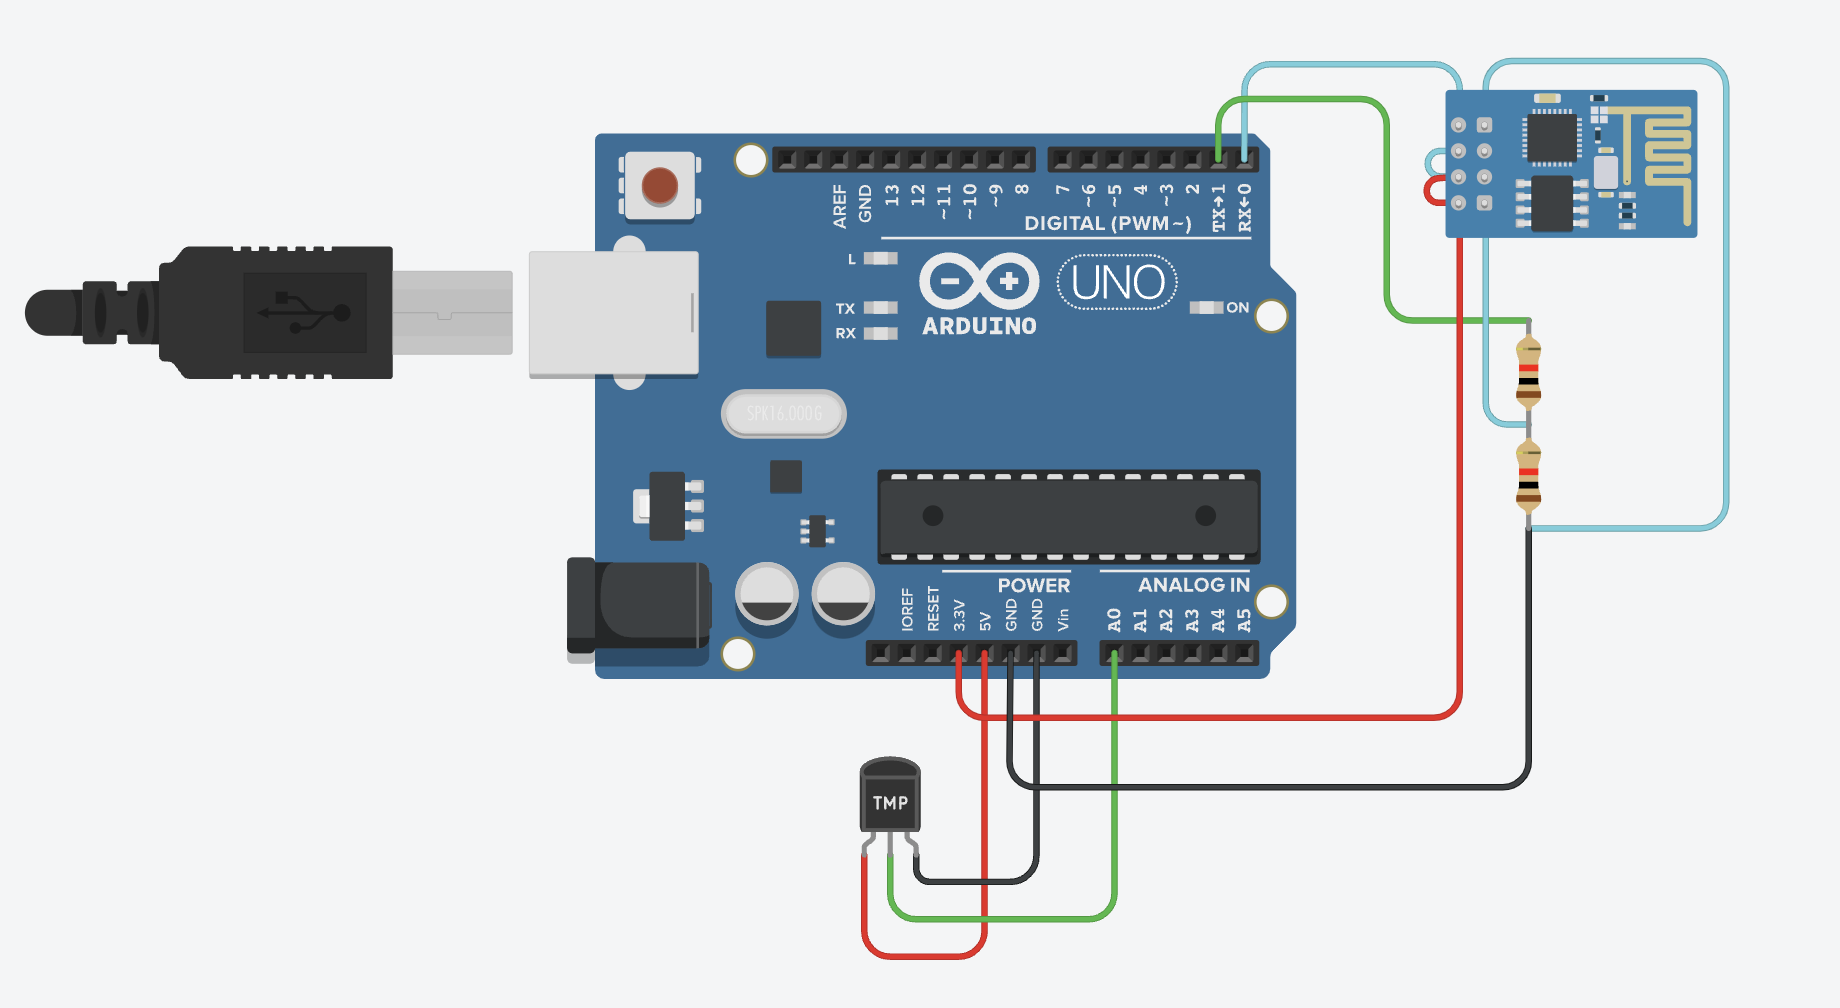 AREF
GND
13
12
~11
~10
~9
8
7
~6
~5
4
~3
2
TX→1
RX←0
DIGITAL (PWM~)
L
TX
RX
UNO
ON
ARDUINO
SPK16.000G
POWER
ANALOG IN
IOREF
RESET
3.3V
5V
GND
GND
Vin
A0
A1
A2
A3
A4
A5
TMP